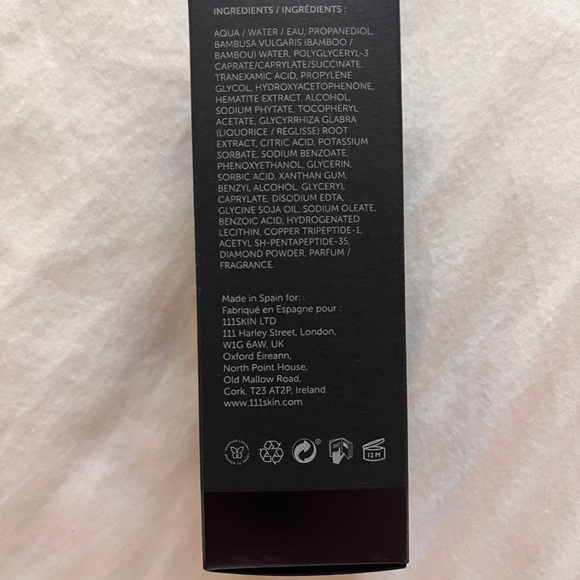 INGREDIENTS / INGRÉDIENTS :
AQUA / WATER / EAU, PROPANEDIOL,
BAMBUSA VULGARIS (BAMBOO /
BAMBOU) WATER, POLYGLYCERYL-3
CAPRATE/CAPRYLATE/SUCCINATE,
TRANEXAMIC ACID, PROPYLENE
GLYCOL, HYDROXYACETOPHENONE,
HEMATITE EXTRACT, ALCOHOL,
SODIUM PHYTATE, TOCOPHERYL
ACETATE, GLYCYRRHIZA GLABRA
(LIQUORICE / RÉGLISSE) ROOT
EXTRACT, CITRIC ACID, POTASSIUM
SORBATE, SODIUM BENZOATE,
PHENOXYETHANOL, GLYCERIN,
SORBIC ACID, XANTHAN GUM,
BENZYL ALCOHOL, GLYCERYL
CAPRYLATE, DISODIUM EDTA,
GLYCINE SOJA OIL, SODIUM OLEATE,
BENZOIC ACID, HYDROGENATED
LECITHIN, COPPER TRIPEPTIDE-1,
ACETYL SH-PENTAPEPTIDE-35,
DIAMOND POWDER, PARFUM /
FRAGRANCE.
Made in Spain for:
Fabriqué en Espagne pour :
111SKIN LTD
111 Harley Street, London,
W1G 6AW, UK
Oxford Éireann,
North Point House,
Old Mallow Road,
Cork, T23 AT2P, Ireland
www.111skin.com
12 M